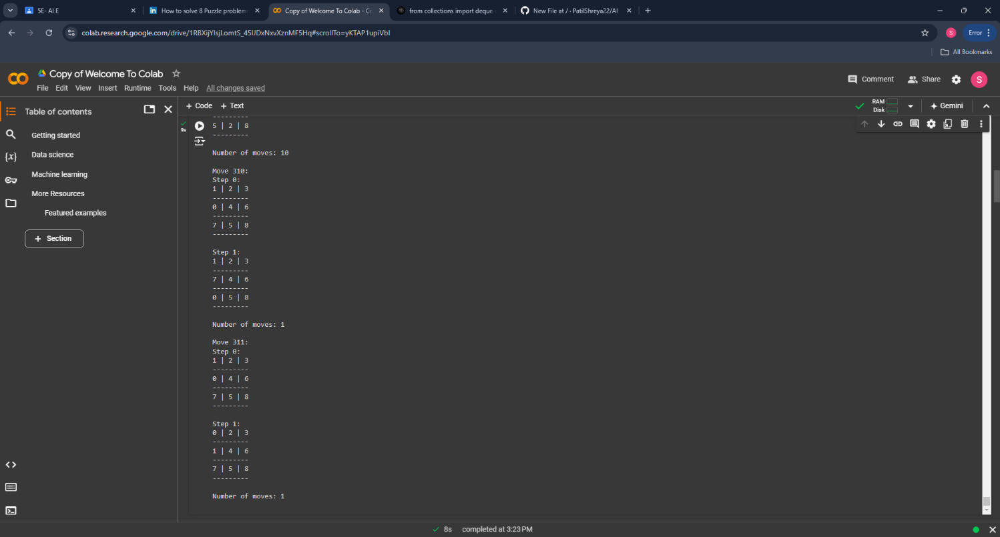 5E- AI E
How to solve 8 Puzzle problem
Copy of Welcome To Colab - Co
from collections import deque
New File at / · PatilShreya22/AI
colab.research.google.com/drive/1RBXijYlsjLomtS_45lJDxNxvXznMF5Hq#scrollTo=yKTAP1upiVbI
S
Error
All Bookmarks
Copy of Welcome To Colab
File Edit View Insert Runtime Tools Help All changes saved
Comment
Share
S
Table of contents
+ Code + Text
RAM
Disk
Gemini
Getting started
Data science
Machine learning
More Resources
Featured examples
+ Section
{x}
9s
---------
5 | 2 | 8
---------
Number of moves: 10
Move 310:
Step 0:
1 | 2 | 3
---------
0 | 4 | 6
---------
7 | 5 | 8
---------
Step 1:
1 | 2 | 3
---------
7 | 4 | 6
---------
0 | 5 | 8
---------
Number of moves: 1
Move 311:
Step 0:
1 | 2 | 3
---------
0 | 4 | 6
---------
7 | 5 | 8
---------
Step 1:
0 | 2 | 3
---------
1 | 4 | 6
---------
7 | 5 | 8
---------
Number of moves: 1
8s completed at 3:23 PM